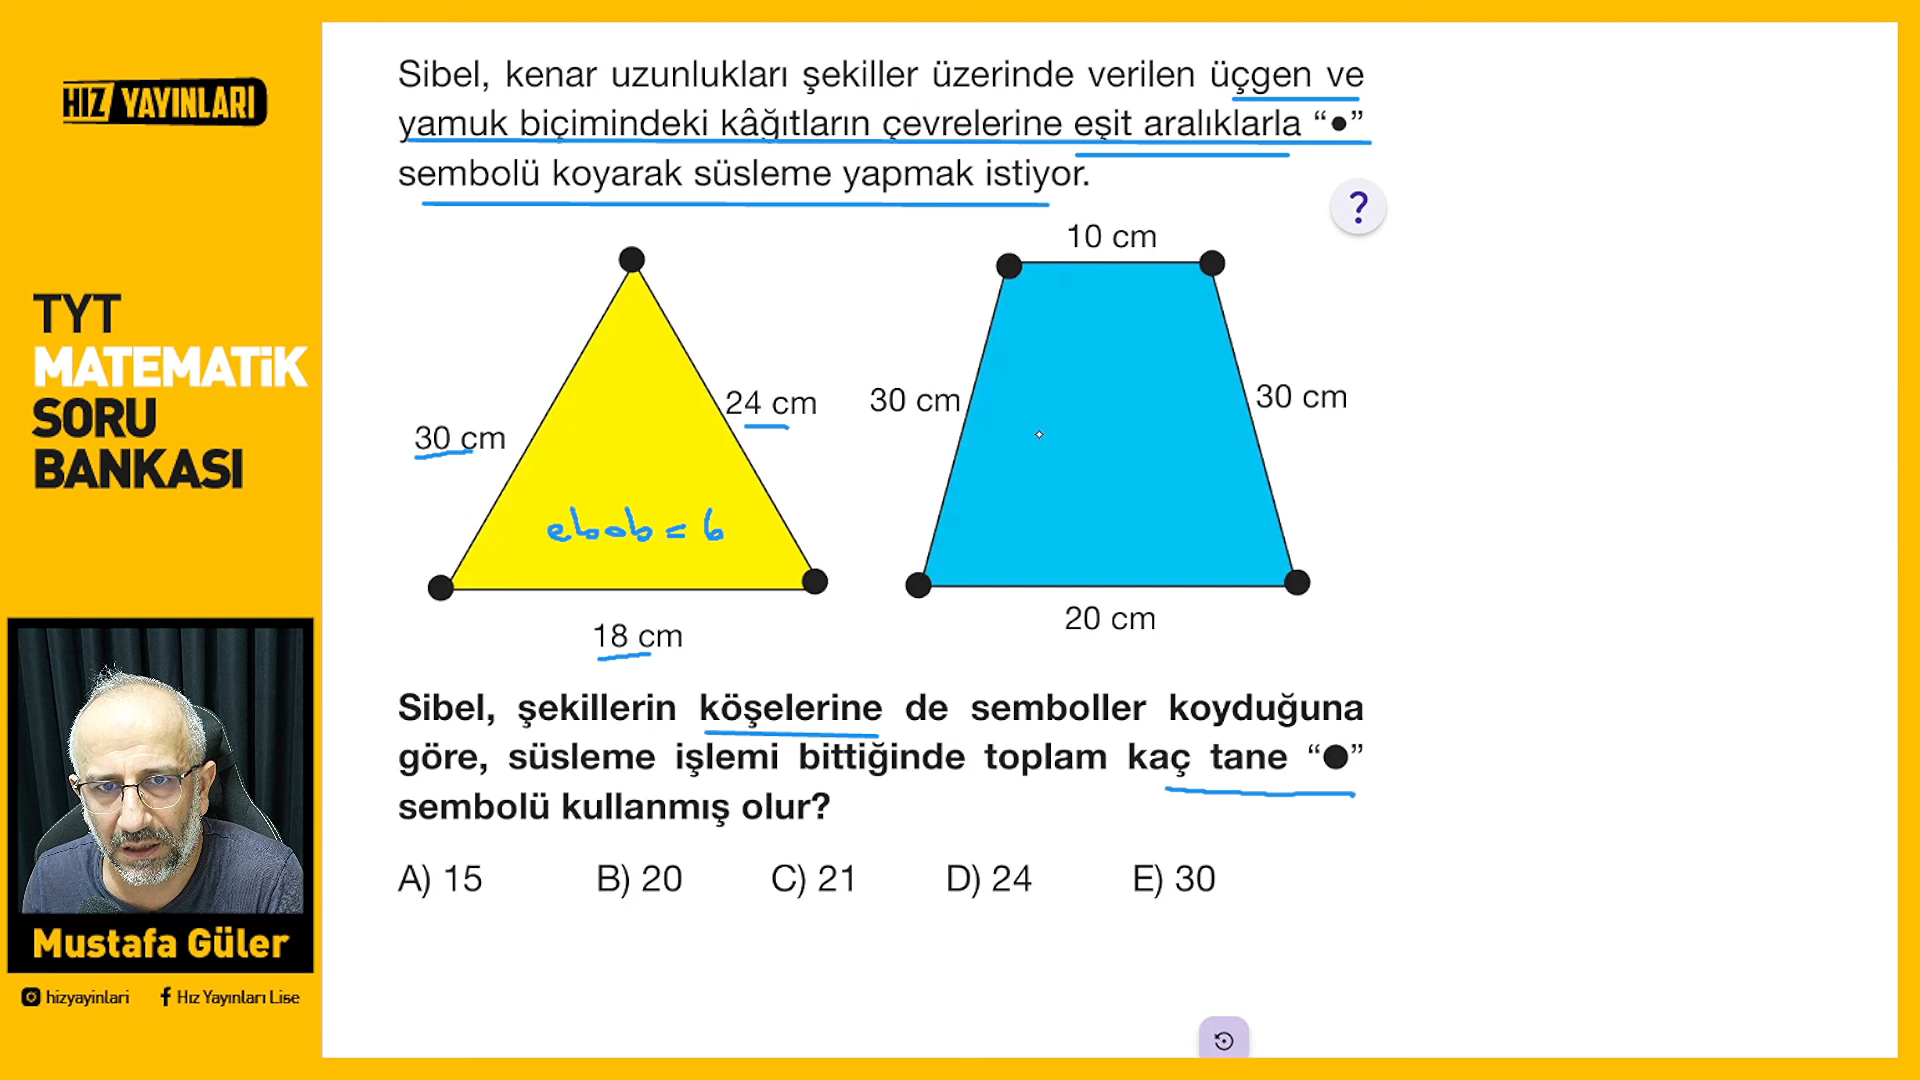 HIZ YAYINLARI
TYT
MATEMATİK
SORU
BANKASI
Mustafa Güler
hizyayinlari
Hız Yayınları Lise
Sibel, kenar uzunlukları şekiller üzerinde verilen üçgen ve
yamuk biçimindeki kâğıtların çevrelerine eşit aralıklarla “●”
sembolü koyarak süsleme yapmak istiyor.
?
10 cm
24 cm
30 cm
30 cm
30 cm
ebob = 6
18 cm
20 cm
Sibel, şekillerin köşelerine de semboller koyduğuna
göre, süsleme işlemi bittiğinde toplam kaç tane “●”
sembolü kullanmış olur?
A) 15 B) 20 C) 21 D) 24 E) 30